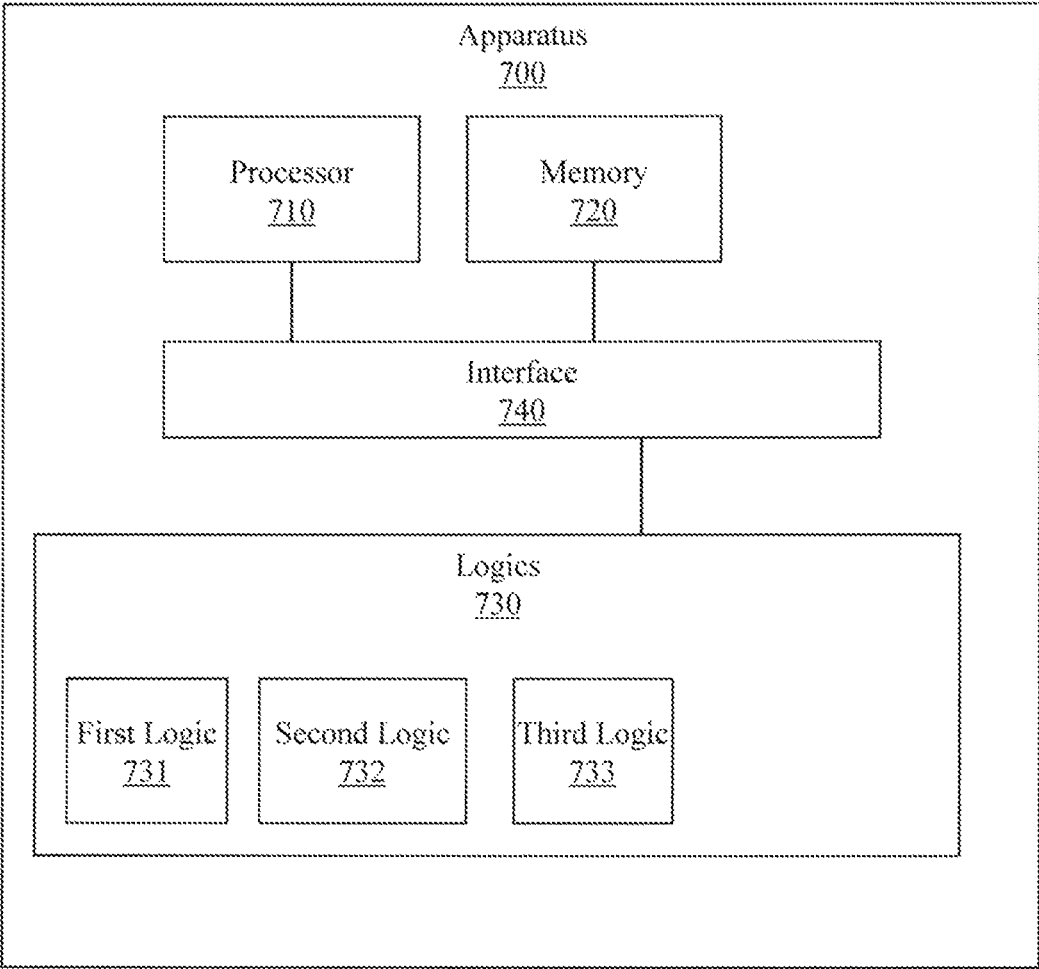 Apparatus
700
Processor
710
Memory
720
Interface
740
Logics
730
First Logic
731
Second Logic
732
Third Logic
733